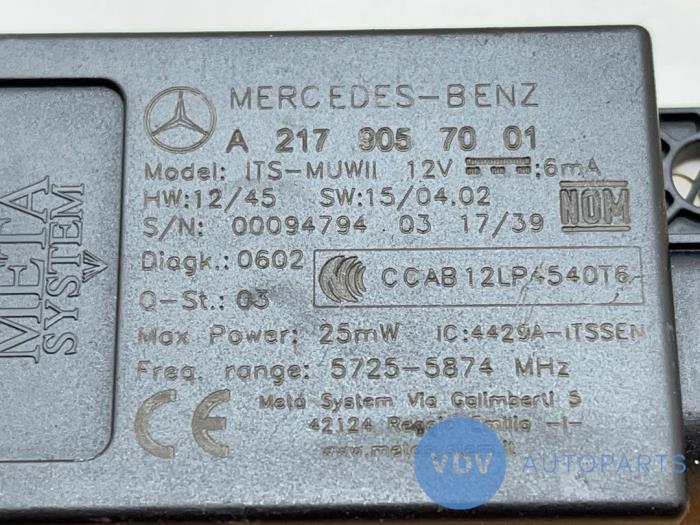 META
SYSTEM
MERCEDES-BENZ
A 217 905 70 01
Model: ITS-MUWII 12V :6mA
HW:12/45 SW:15/04.02
S/N: 00094794 03 17/39
NOM
Diagk.:0602
CCAB12LP4540T6
Q-St.: 03
Max Power: 25mW IC:4429A-ITSSEN
Freq. range: 5725-5874 MHz
CE
Meta System Via Galimberti 5
42124 Reggio Emilia -I-
VDV AUTOPARTS